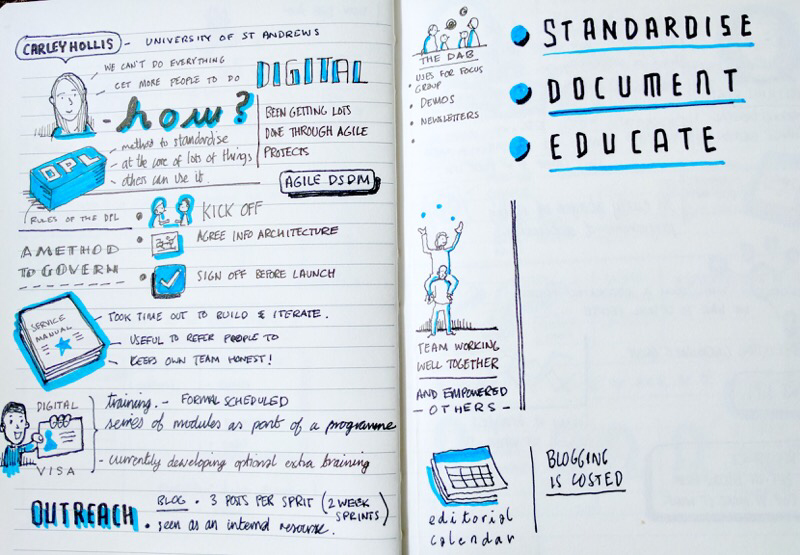 CARLEY HOLLIS - UNIVERSITY OF ST ANDREWS
WE CAN'T DO EVERYTHING
GET MORE PEOPLE TO DO DIGITAL
- how?
BEEN GETTING LOTS
DONE THROUGH AGILE
PROJECTS
DPL
method to standardise
at the core of lots of things
others can use it.
AGILE DSDM
RULES OF THE DPL
A METHOD
TO GOVERN
KICK OFF
AGREE INFO ARCHITECTURE
SIGN OFF BEFORE LAUNCH
SERVICE
MANUAL
TOOK TIME OUT TO BUILD & ITERATE.
USEFUL TO REFER PEOPLE TO
KEEPS OWN TEAM HONEST!
DIGITAL
VISA
training. - FORMAL SCHEDULED
series of modules as part of a programme
- currently developing optional extra training
OUTREACH
BLOG • 3 POSTS PER SPRIT (2 WEEK
SPRINTS)
• seen as an internal resourse.
THE DAB
USES FOR FOCUS
GROUP
• DEMOS
• NEWSLETTERS
•
STANDARDISE
DOCUMENT
EDUCATE
TEAM WORKING
WELL TOGETHER
AND EMPOWERED
- OTHERS -
editorial
calendar
BLOGGING
IS COSTED